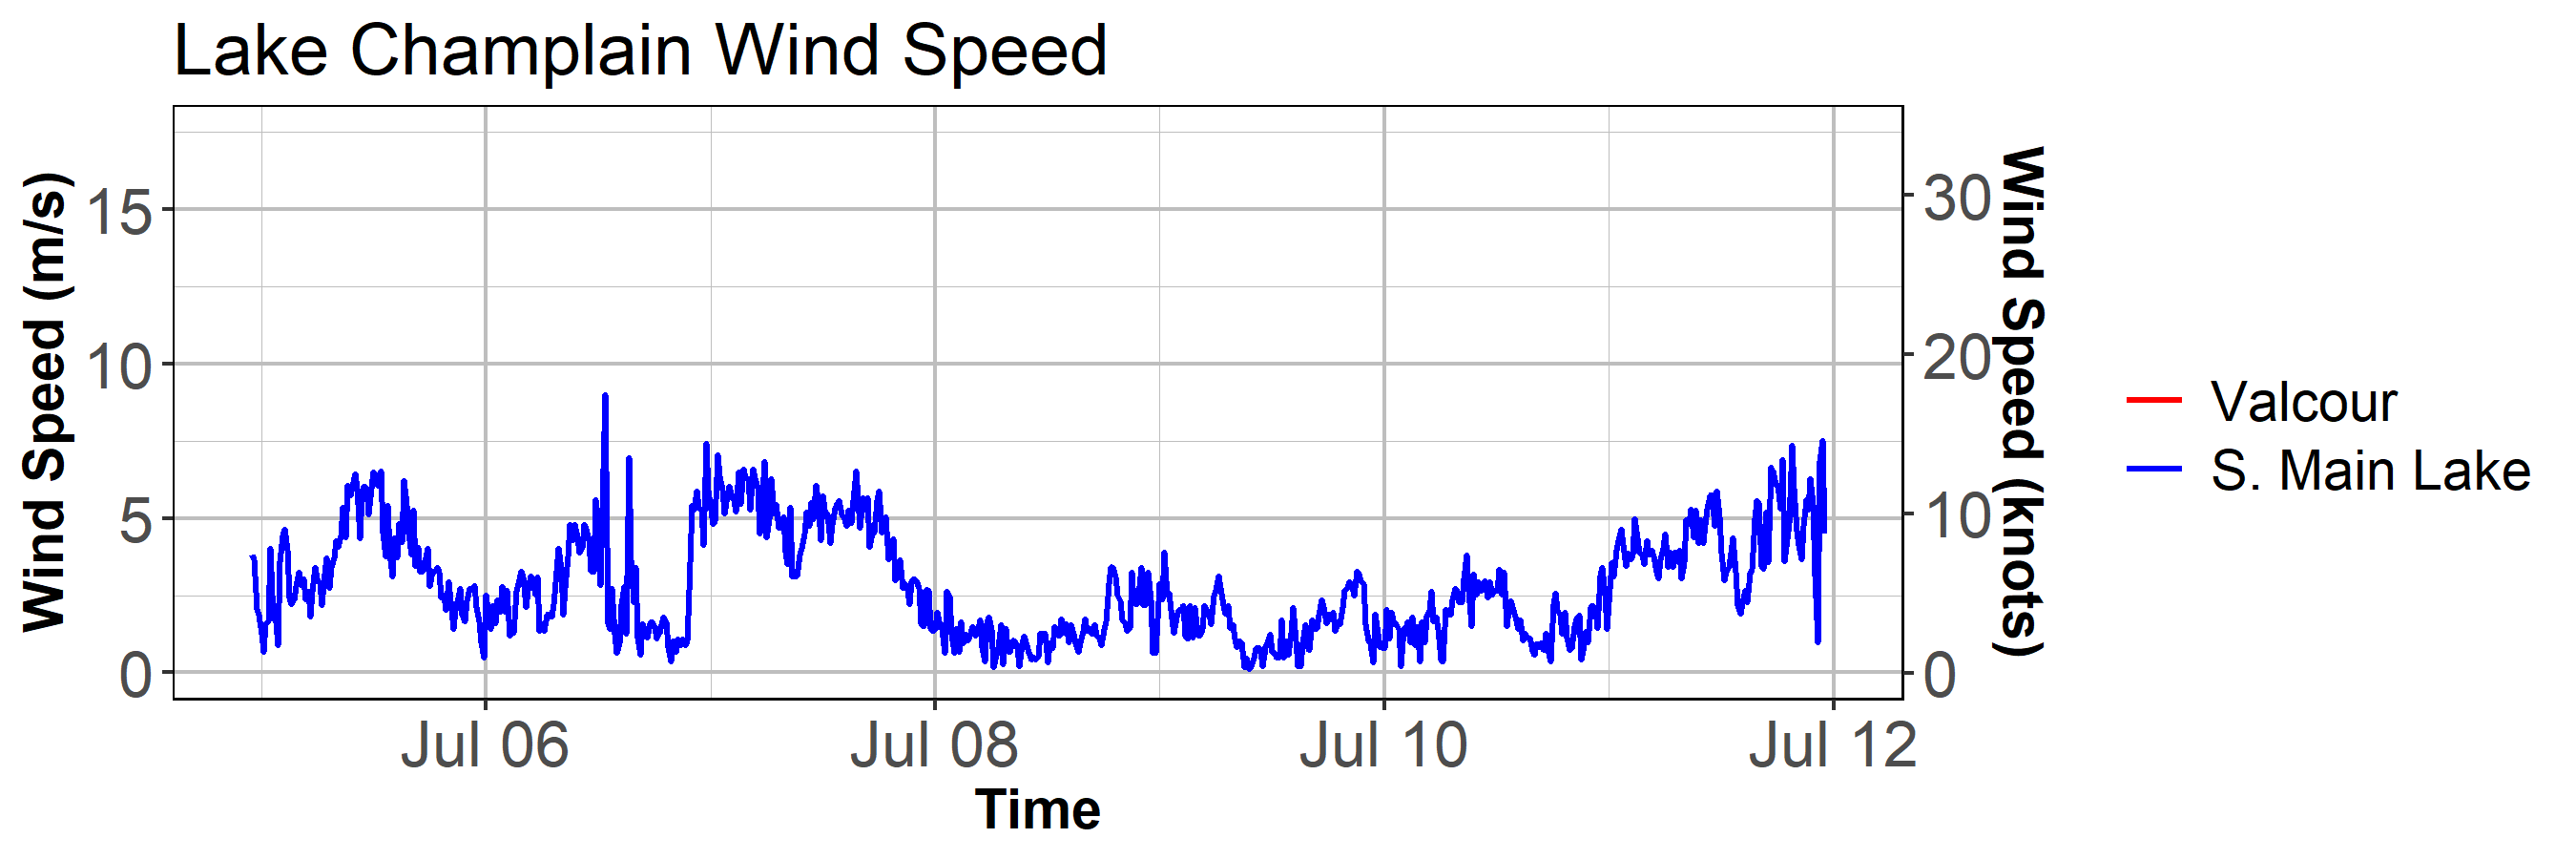 Lake Champlain Wind Speed
Wind Speed (m/s)
15
10
5
0
30
20
10
0
Wind Speed (knots)
Jul 06
Jul 08
Jul 10
Jul 12
Time
Valcour
S. Main Lake